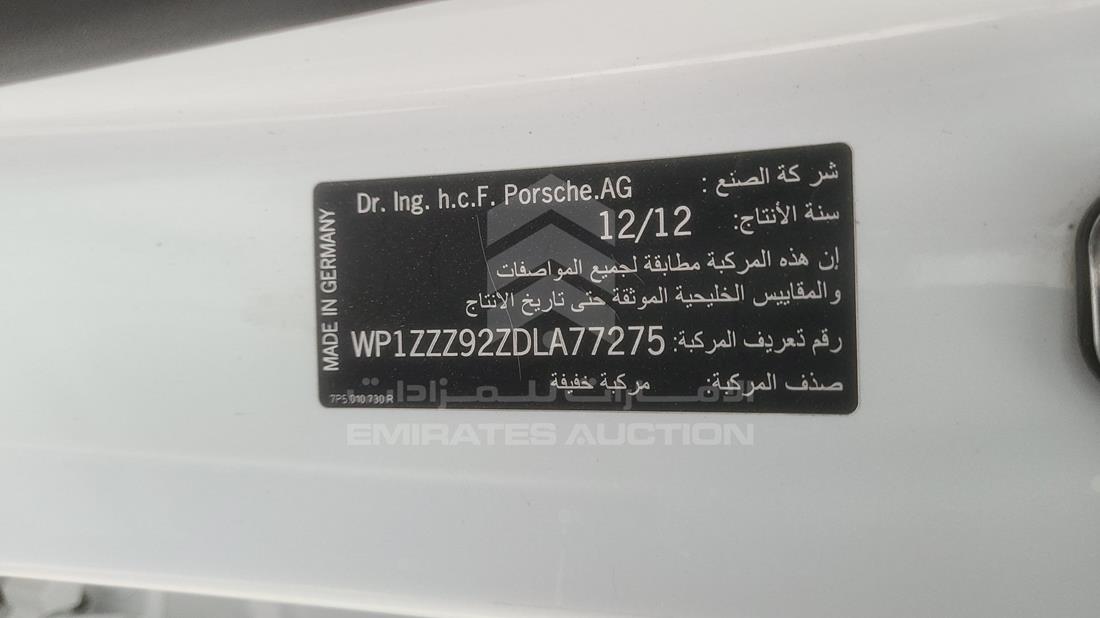 شركة الصنع : Dr. Ing. h.c.F. Porsche.AG
سنة الأنتاج: 12/12
إن هذه المركبة مطابقة لجميع المواصفات
والمقاييس الخليجية الموثقة حتى تاريخ الأنتاج
رقم تعريف المركبة: WP1ZZZ92ZDLA77275
صنف المركبة: مركبة خفيفة
MADE IN GERMANY
7P5 010 730 R
الإمارات للمزادات
EMIRATES AUCTION